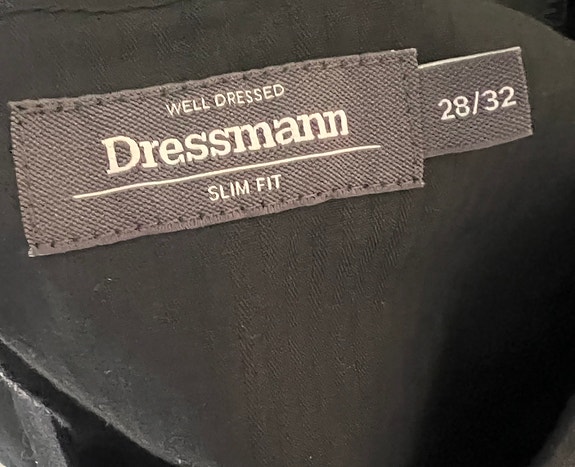 WELL DRESSED
Dressmann
SLIM FIT
28/32